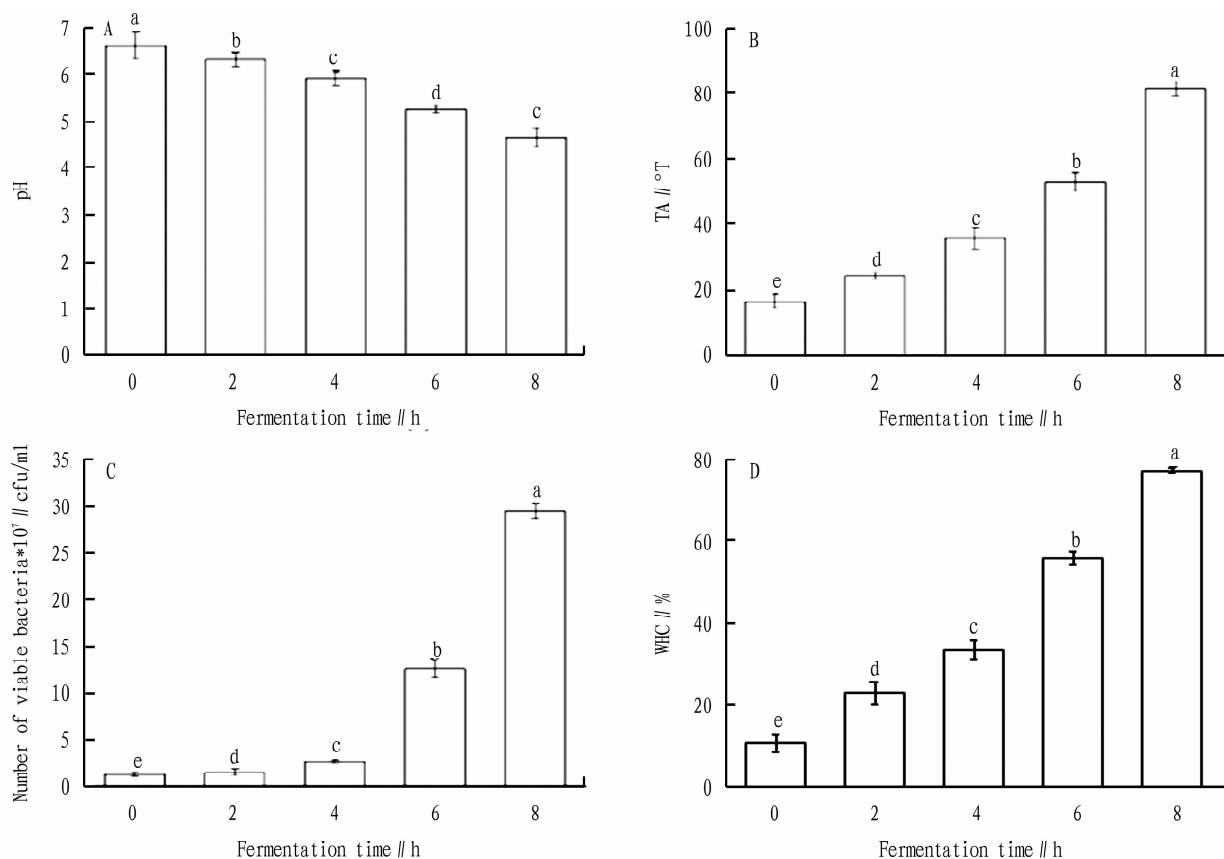 A
a
b
c
d
c
7
6
5
4
3
2
1
0
pH
0 2 4 6 8
Fermentation time // h
B
a
b
c
d
e
100
80
60
40
20
0
TA // °T
0 2 4 6 8
Fermentation time // h
C
a
b
c
d
e
35
30
25
20
15
10
5
0
Number of viable bacteria*10⁷ // cfu/ml
0 2 4 6 8
Fermentation time // h
D
a
b
c
d
e
80
60
40
20
0
WHC // %
0 2 4 6 8
Fermentation time // h